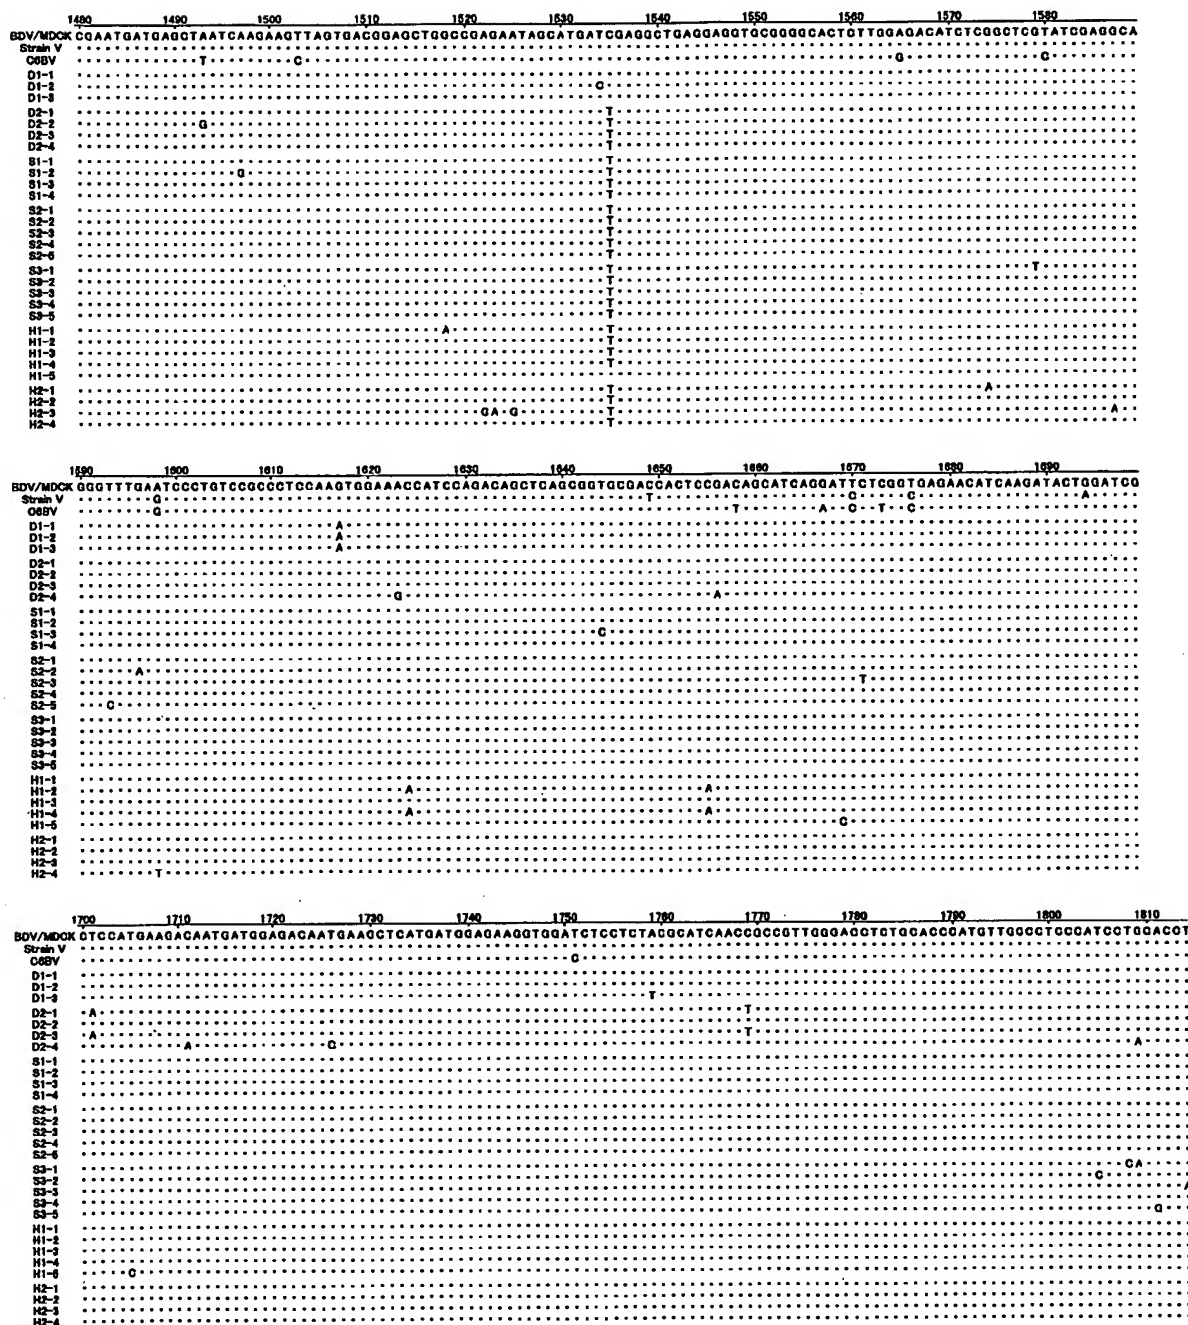 1480 1490 1500 1510 1520 1530 1540 1550 1560 1570 1580
BDV/MDCK CGAATGATGAGCTAATCAAGAAGTTAGTGACGGAGCTGGCCGAGAATAGCATGATCGAGGCTGAGGAGGTGCGGGGCACTCTTGGAGACATCTCGGCTCGTATCGAGGCA
Strain V
C6BV T C G C
D1-1
D1-2 C
D1-3
D2-1 T
D2-2 G T
D2-3 T
D2-4 T
S1-1 T
S1-2 G T
S1-3 T
S1-4 T
S2-1 T
S2-2 T
S2-3 T
S2-4 T
S2-5 T
S3-1 T T
S3-2 T
S3-3 T
S3-4 T
S3-5 T
H1-1 A T
H1-2 T
H1-3 T
H1-4 T
H1-5
H2-1 T A
H2-2 T
H2-3 GA G T A
H2-4 T
1590 1600 1610 1620 1630 1640 1650 1660 1670 1680 1690
BDV/MDCK GGGTTTGAATCCCTGTCCGCCCTCCAAGTGGAAACCATCCAGACAGCTCAGCGGTGCGACCACTCCGACAGCATCAGGATTCTCGGTGAGAACATCAAGATACTGGATCG
Strain V G T C C A
C6BV G T A C T C
D1-1 A
D1-2 A
D1-3 A
D2-1
D2-2
D2-3
D2-4 G A
S1-1
S1-2
S1-3 C
S1-4
S2-1
S2-2 A
S2-3 T
S2-4
S2-5 C
S3-1
S3-2
S3-3
S3-4
S3-5
H1-1
H1-2 A A
H1-3
H1-4 A A
H1-5 C
H2-1
H2-2
H2-3
H2-4 T
1700 1710 1720 1730 1740 1750 1760 1770 1780 1790 1800 1810
BDV/MDCK GTCCATGAAGACAATGATGGAGACAATGAAGCTCATGATGGAGAAGGTGGATCTCCTCTACGCATCAACCGCCGTTGGGACCTGTGCACCCATGTTGCCCTCCCATCCTGCACCT
Strain V
C6BV C
D1-1
D1-2
D1-3 T
D2-1 A T
D2-2
D2-3 A T
D2-4 A G A
S1-1
S1-2
S1-3
S1-4
S2-1
S2-2
S2-3
S2-4
S2-5
S3-1 CA
S3-2 C
S3-3 A
S3-4
S3-5 G
H1-1
H1-2
H1-3
H1-4
H1-5 C
H2-1
H2-2
H2-3
H2-4